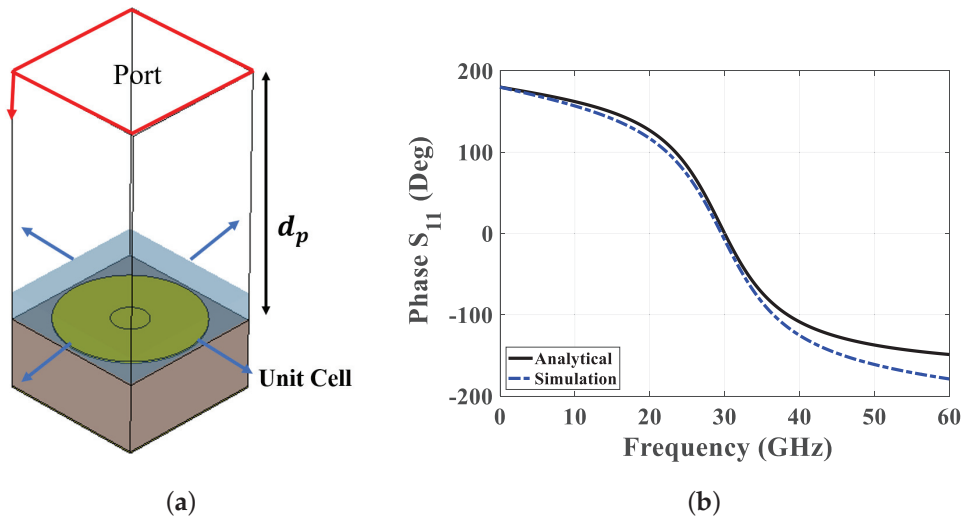 Port
d_p
Unit Cell
(a)
200
100
0
-100
-200
Phase S_11 (Deg)
Analytical
Simulation
0 10 20 30 40 50 60
Frequency (GHz)
(b)